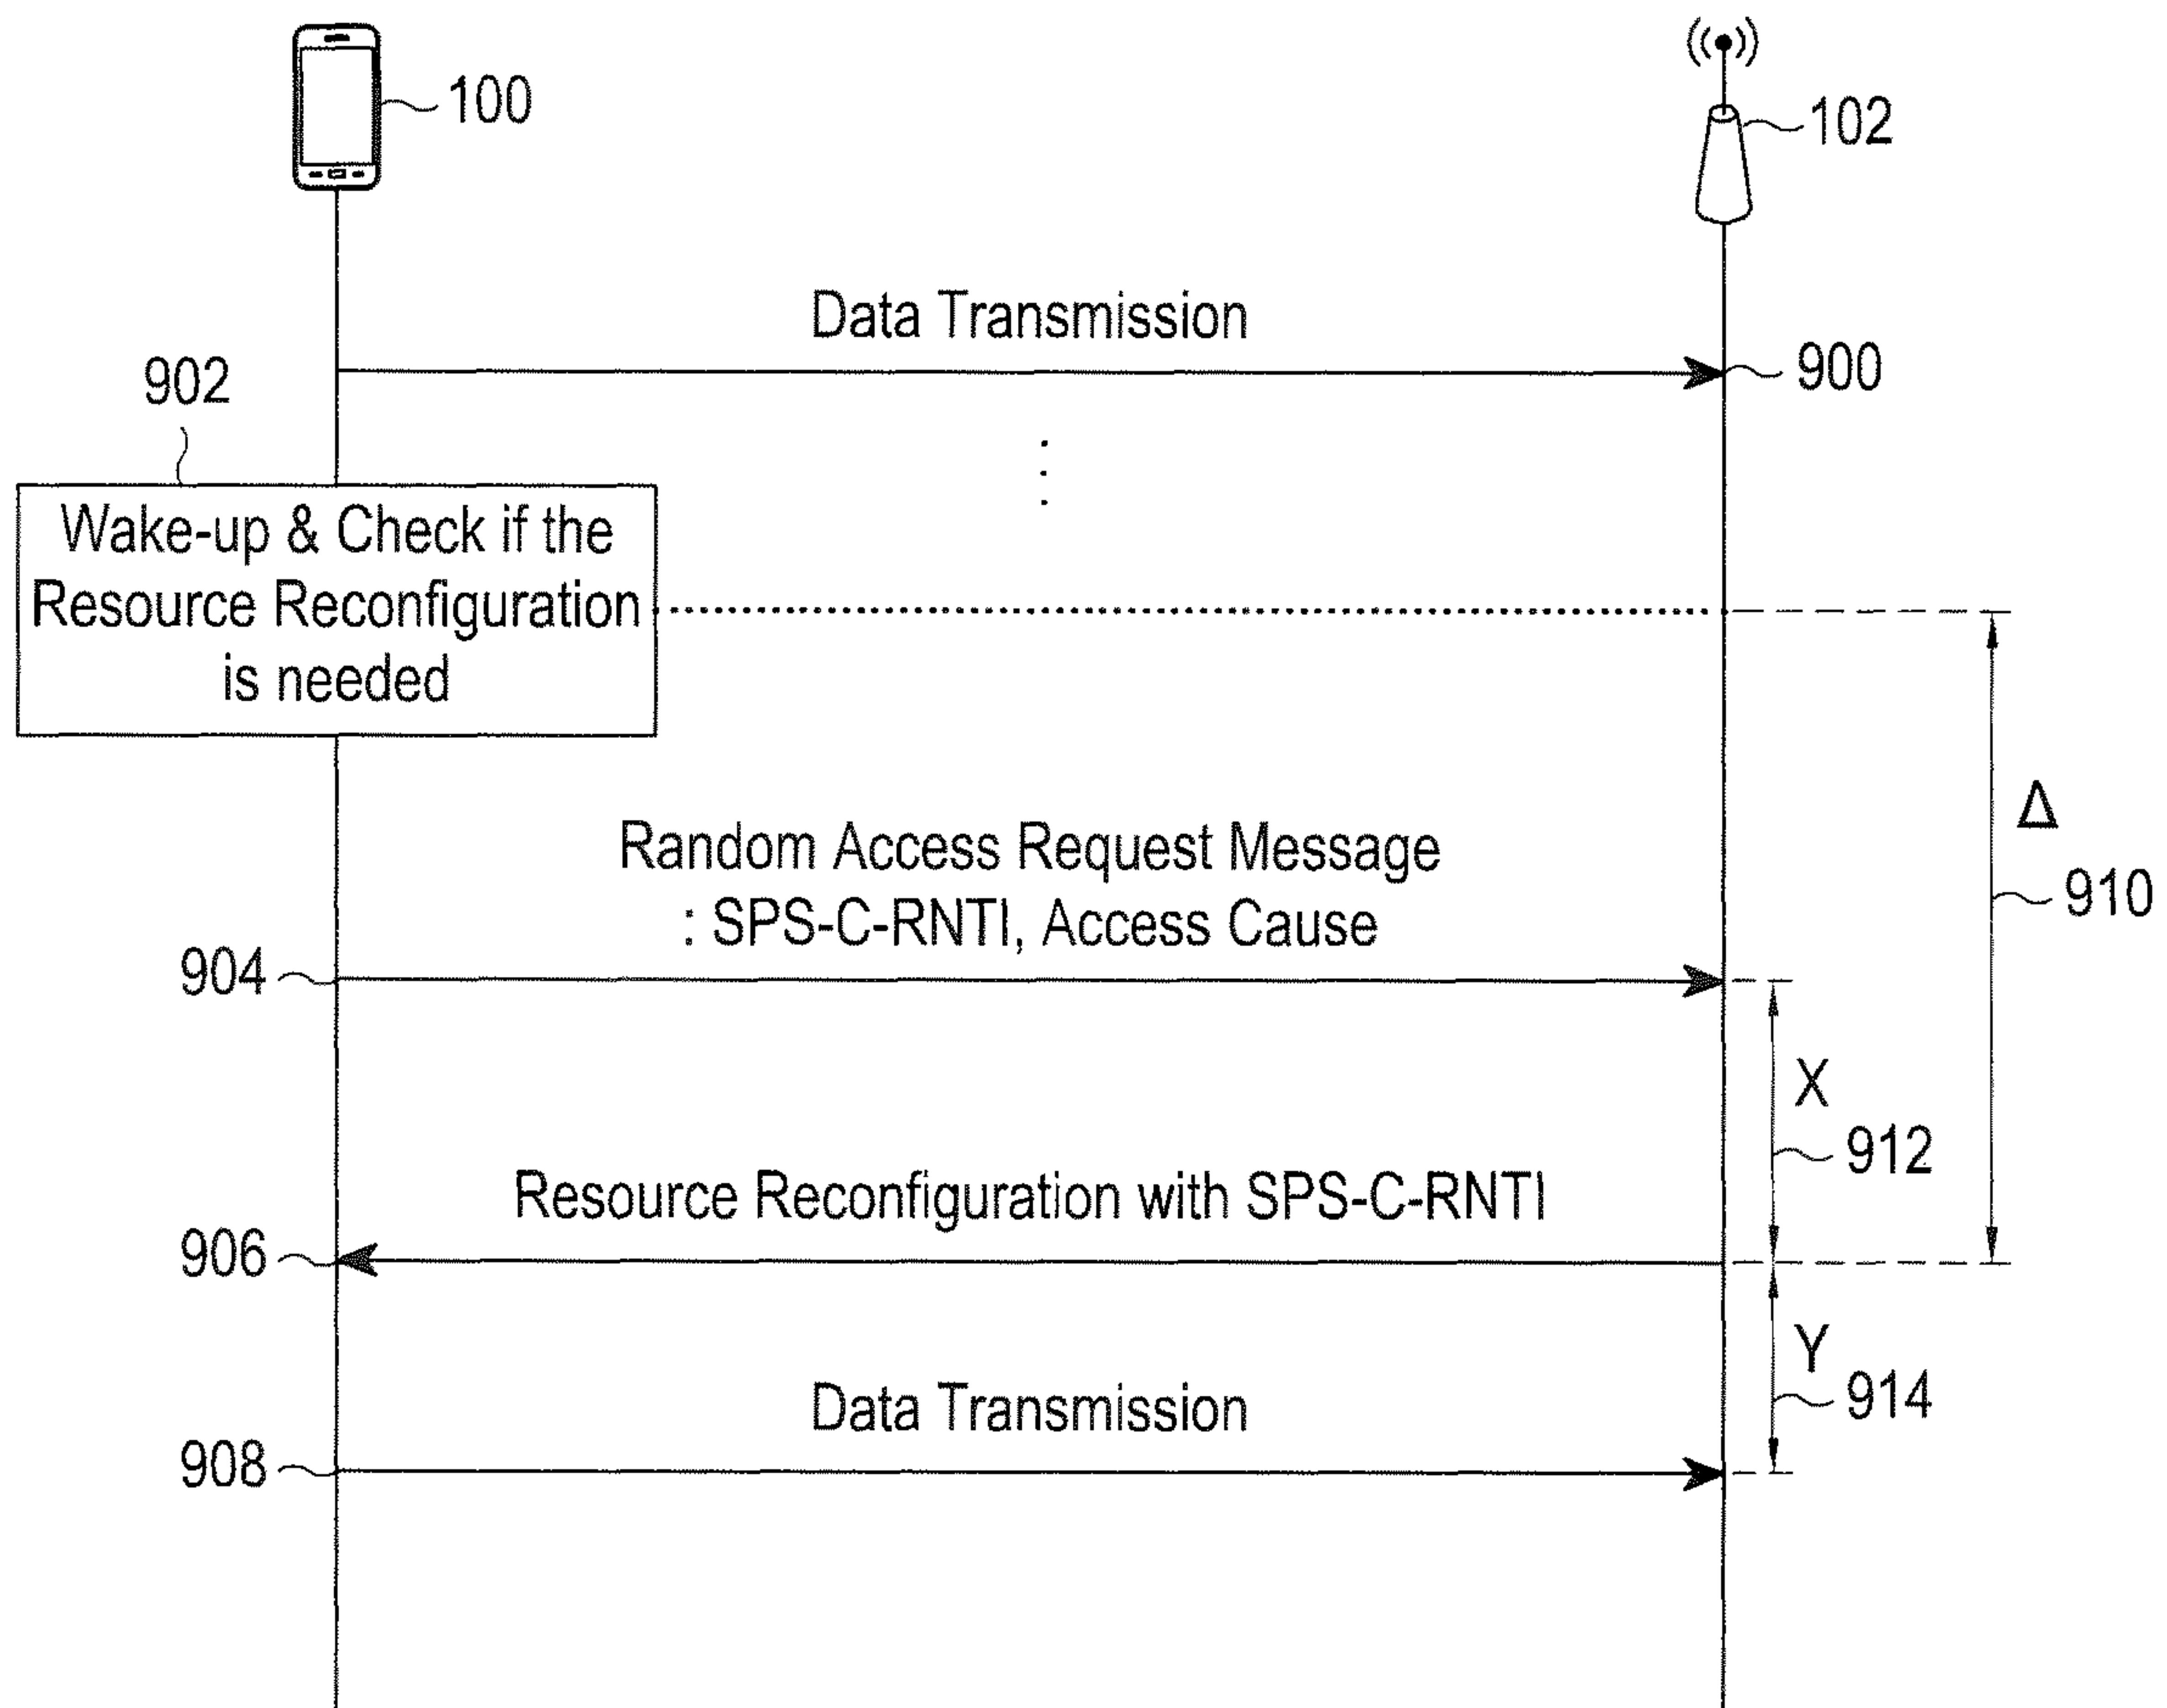 100
102
Data Transmission
900
902
Wake-up & Check if the
Resource Reconfiguration
is needed
Δ
910
Random Access Request Message
: SPS-C-RNTI, Access Cause
904
X
912
Resource Reconfiguration with SPS-C-RNTI
906
Y
914
Data Transmission
908